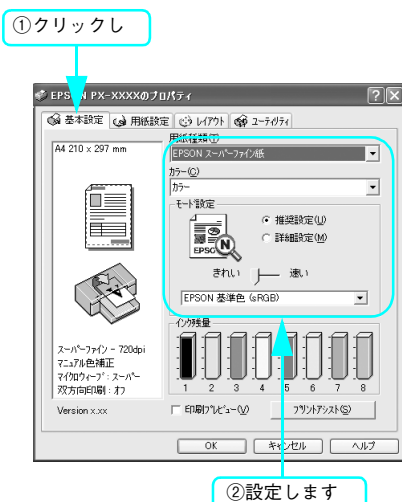 ①クリックし
EPSON PX-XXXXのプロパティ
基本設定 用紙設定 レイアウト ユーティリティ
A4 210 x 297 mm
用紙種類(T)
EPSON スーパーファイン紙
カラー(C)
カラー
モード設定
推奨設定(U)
詳細設定(M)
EPSO N
きれい 速い
EPSON 基準色 (sRGB)
スーパーファイン - 720dpi
マニュアル色補正
マイクロウィーブ : スーパー
双方向印刷 : オフ
インク残量
1 2 3 4 5 6 7 8
Version x.xx
印刷プレビュー(V) プリントアシスト(S)
OK キャンセル ヘルプ
②設定します